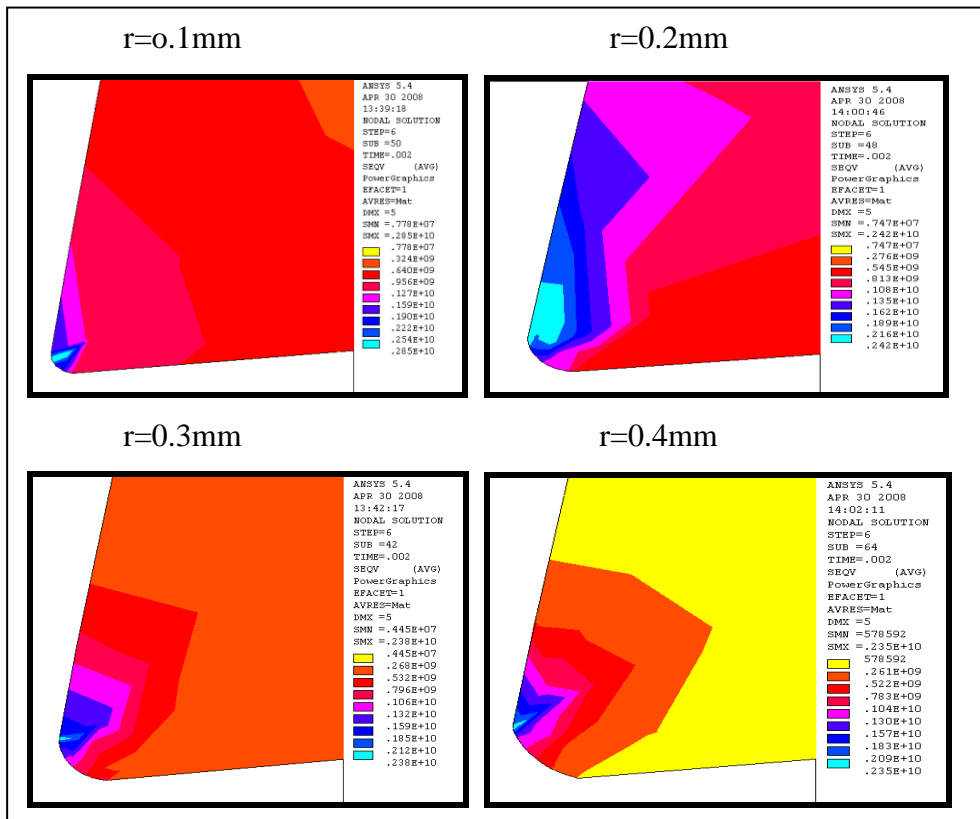 r=o.1mm
ANSYS 5.4
APR 30 2008
13:39:18
NODAL SOLUTION
STEP=6
SUB =50
TIME=.002
SEQV (AVG)
PowerGraphics
EFACET=1
AVRES=Mat
DMX =5
SMN =.778E+07
SMX =.285E+10
.778E+07
.324E+09
.640E+09
.956E+09
.127E+10
.159E+10
.190E+10
.222E+10
.254E+10
.285E+10
r=0.2mm
ANSYS 5.4
APR 30 2008
14:00:46
NODAL SOLUTION
STEP=6
SUB =48
TIME=.002
SEQV (AVG)
PowerGraphics
EFACET=1
AVRES=Mat
DMX =5
SMN =.747E+07
SMX =.242E+10
.747E+07
.276E+09
.545E+09
.813E+09
.108E+10
.135E+10
.162E+10
.189E+10
.216E+10
.242E+10
r=0.3mm
ANSYS 5.4
APR 30 2008
13:42:17
NODAL SOLUTION
STEP=6
SUB =42
TIME=.002
SEQV (AVG)
PowerGraphics
EFACET=1
AVRES=Mat
DMX =5
SMN =.445E+07
SMX =.238E+10
.445E+07
.268E+09
.532E+09
.796E+09
.106E+10
.132E+10
.159E+10
.185E+10
.212E+10
.238E+10
r=0.4mm
ANSYS 5.4
APR 30 2008
14:02:11
NODAL SOLUTION
STEP=6
SUB =64
TIME=.002
SEQV (AVG)
PowerGraphics
EFACET=1
AVRES=Mat
DMX =5
SMN =578592
SMX =.235E+10
578592
.261E+09
.522E+09
.783E+09
.104E+10
.130E+10
.157E+10
.183E+10
.209E+10
.235E+10